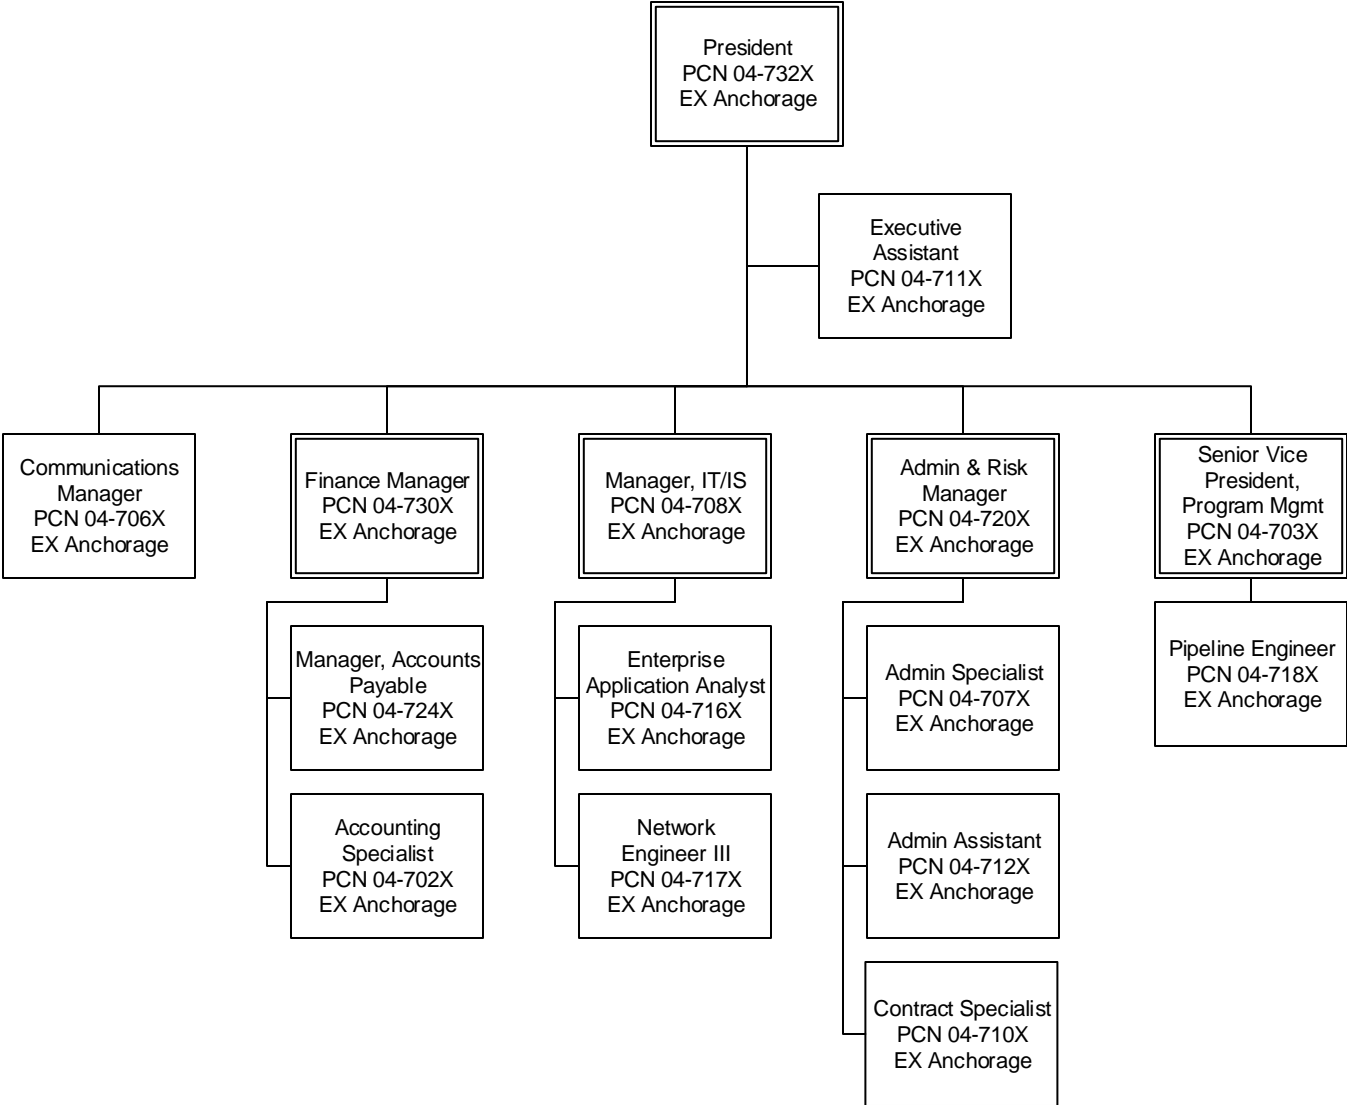 President
PCN 04-732X
EX Anchorage
Executive
Assistant
PCN 04-711X
EX Anchorage
Communications
Manager
PCN 04-706X
EX Anchorage
Finance Manager
PCN 04-730X
EX Anchorage
Manager, IT/IS
PCN 04-708X
EX Anchorage
Admin & Risk
Manager
PCN 04-720X
EX Anchorage
Senior Vice
President,
Program Mgmt
PCN 04-703X
EX Anchorage
Manager, Accounts
Payable
PCN 04-724X
EX Anchorage
Enterprise
Application Analyst
PCN 04-716X
EX Anchorage
Admin Specialist
PCN 04-707X
EX Anchorage
Pipeline Engineer
PCN 04-718X
EX Anchorage
Accounting
Specialist
PCN 04-702X
EX Anchorage
Network
Engineer III
PCN 04-717X
EX Anchorage
Admin Assistant
PCN 04-712X
EX Anchorage
Contract Specialist
PCN 04-710X
EX Anchorage